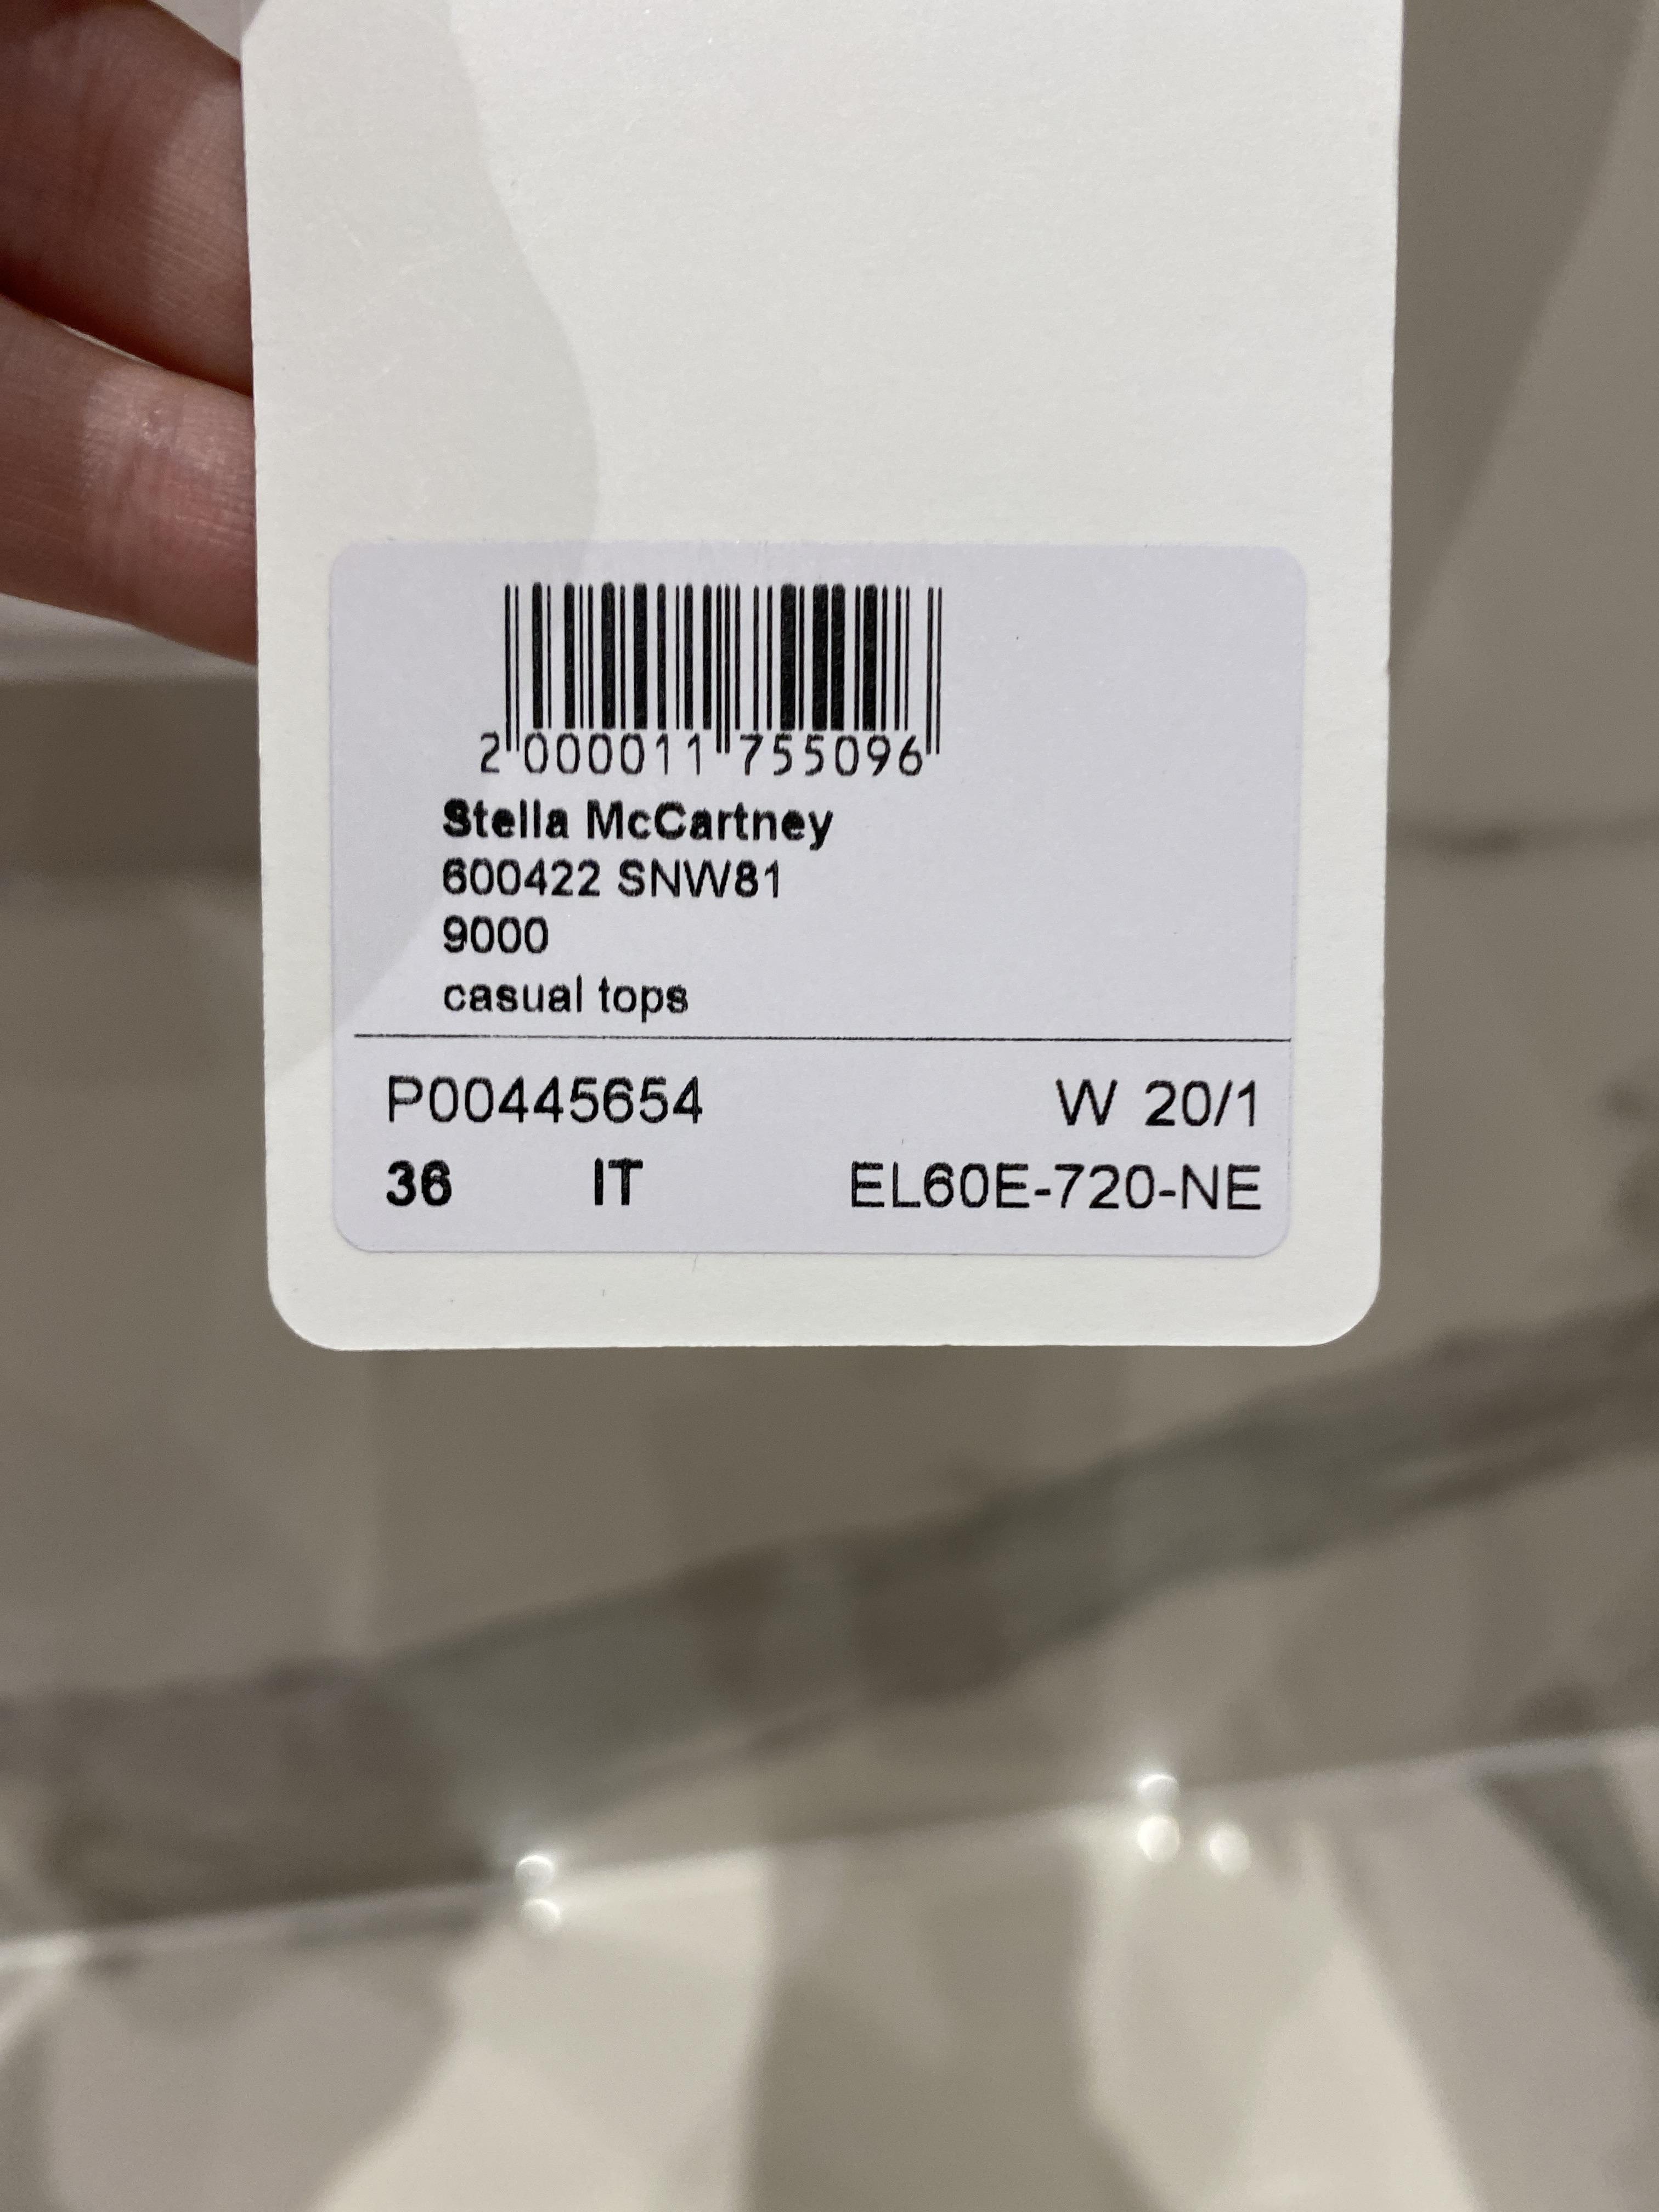 2 000011 755096
Stella McCartney
600422 SNW81
9000
casual tops
P00445654 W 20/1
36 IT EL60E-720-NE